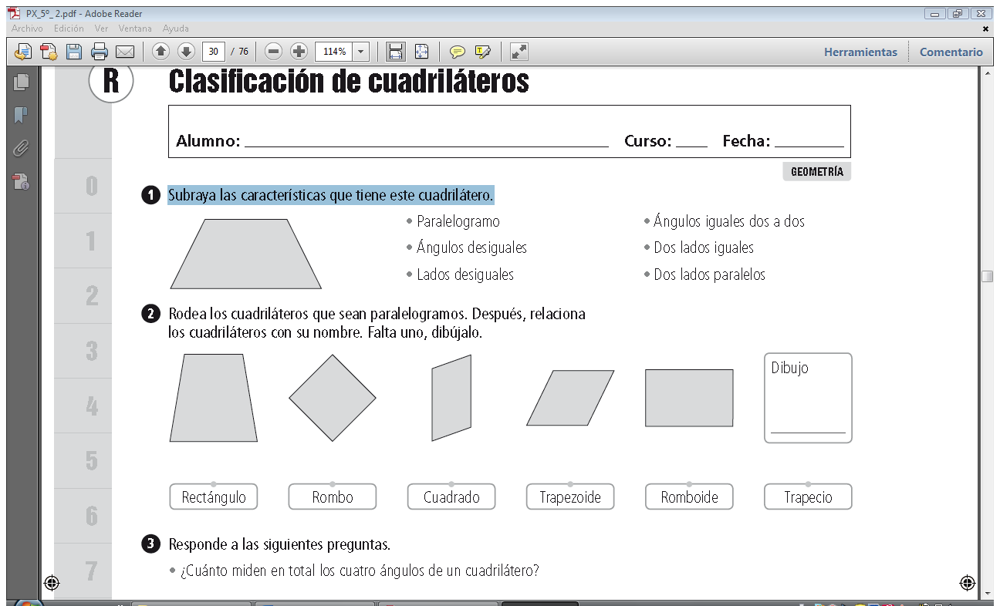 PX_5º_ 2.pdf - Adobe Reader
Archivo Edición Ver Ventana Ayuda
30 / 76 114% Herramientas Comentario
R Clasificación de cuadriláteros
Alumno: Curso: Fecha:
GEOMETRÍA
1 Subraya las características que tiene este cuadrilátero.
• Paralelogramo • Ángulos iguales dos a dos
• Ángulos desiguales • Dos lados iguales
• Lados desiguales • Dos lados paralelos
2 Rodea los cuadriláteros que sean paralelogramos. Después, relaciona
los cuadriláteros con su nombre. Falta uno, dibújalo.
Dibujo
Rectángulo Rombo Cuadrado Trapezoide Romboide Trapecio
3 Responde a las siguientes preguntas.
• ¿Cuánto miden en total los cuatro ángulos de un cuadrilátero?
0
1
2
3
4
5
6
7